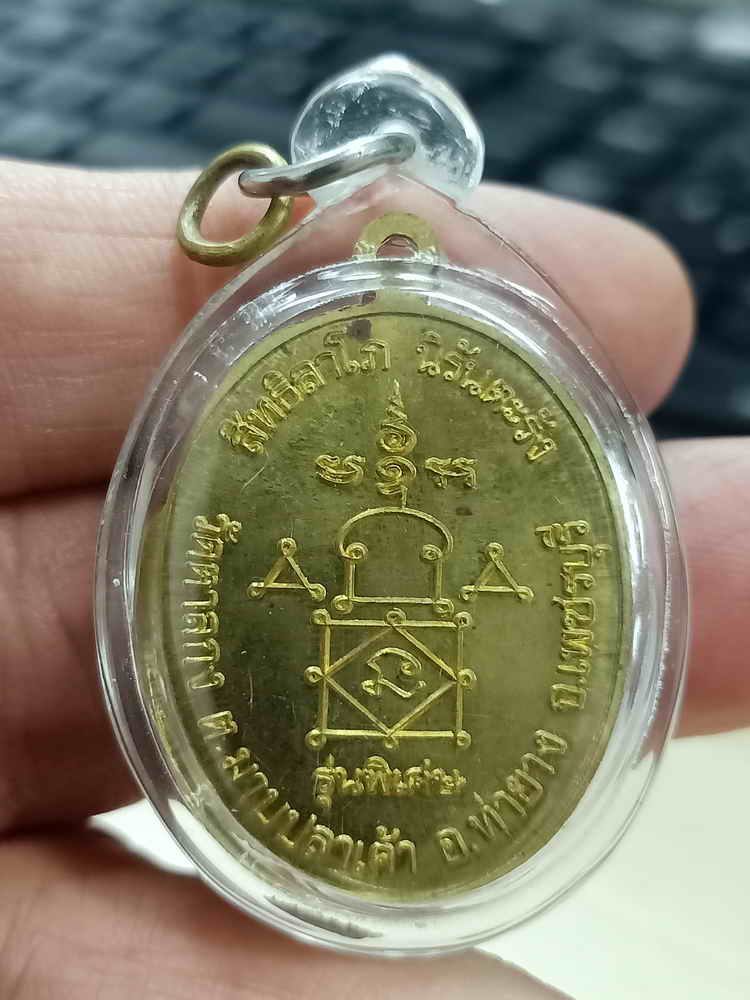 สิทธิลาโภ นิรันตะรัง
รุ่นพิเศษ
วัดตาลกง ต.มาบปลาเค้า อ.ท่ายาง จ.เพชรบุรี